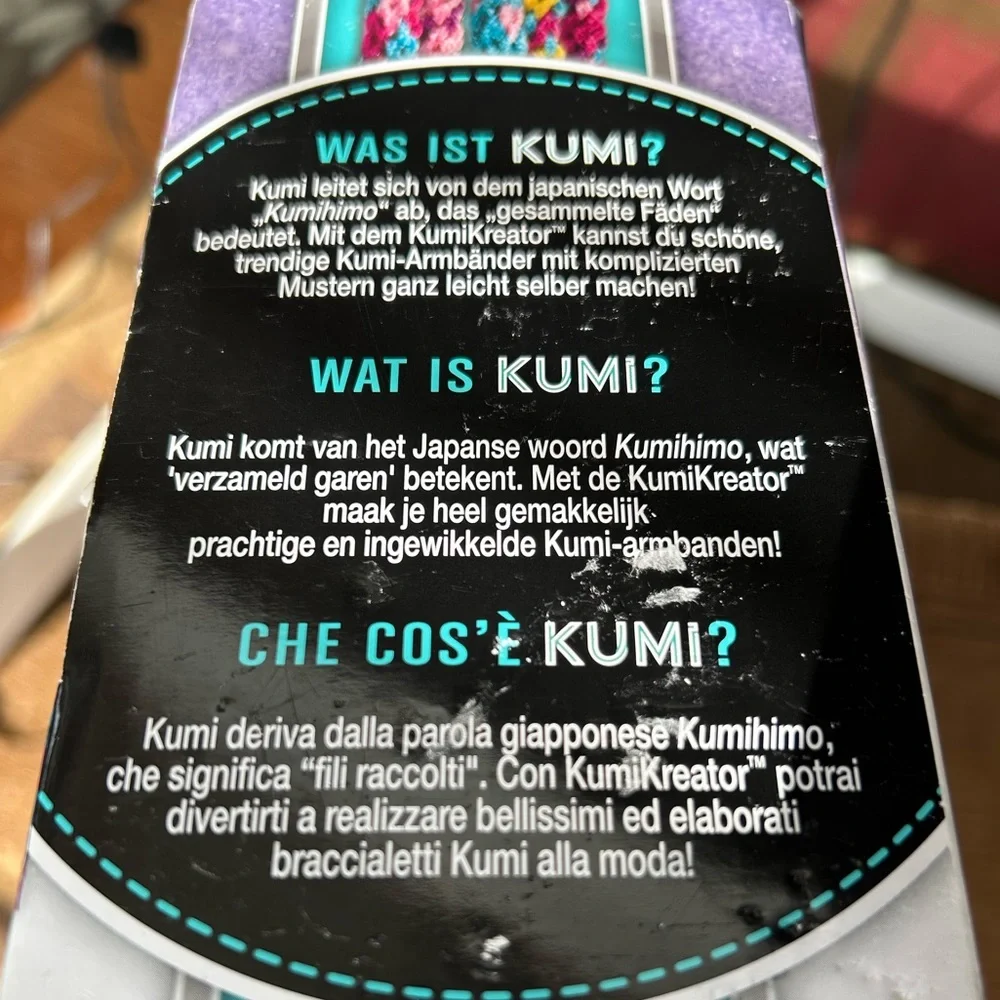 WAS IST KUMI?
Kumi leitet sich von dem japanischen Wort
„Kumihimo“ ab, das „gesammelte Fäden“
bedeutet. Mit dem KumiKreator™ kannst du schöne,
trendige Kumi-Armbänder mit komplizierten
Mustern ganz leicht selber machen!
WAT IS KUMI?
Kumi komt van het Japanse woord Kumihimo, wat
'verzameld garen' betekent. Met de KumiKreator™
maak je heel gemakkelijk
prachtige en ingewikkelde Kumi-armbanden!
CHE COS'È KUMI?
Kumi deriva dalla parola giapponese Kumihimo,
che significa “fili raccolti". Con KumiKreator™ potrai
divertirti a realizzare bellissimi ed elaborati
braccialetti Kumi alla moda!